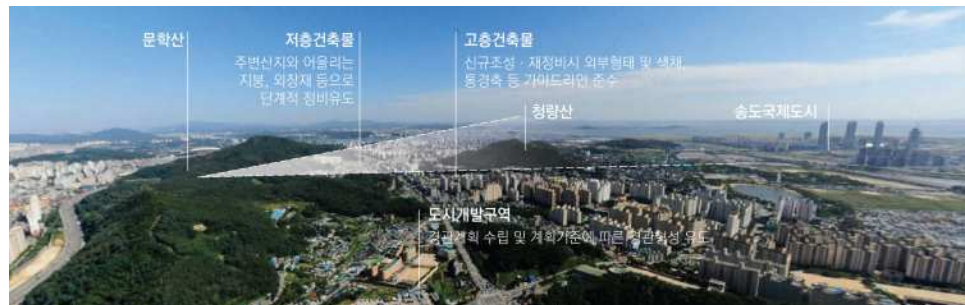 문학산
저층건축물
주변산지와 어울리는
지붕, 외장재 등으로
단계적 정비유도
고층건축물
신규조성 · 재정비시 외부형태 및 색채,
통경축 등 가이드라인 준수
청량산
송도국제도시
도시개발구역
경관계획 수립 및 계획기준에 따른 경관형성 유도